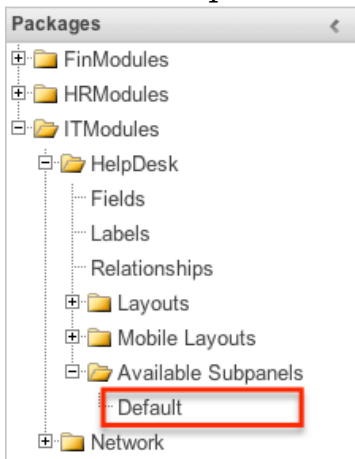 Packages
FinModules
HRModules
ITModules
HelpDesk
Fields
Labels
Relationships
Layouts
Mobile Layouts
Available Subpanels
Default
Network